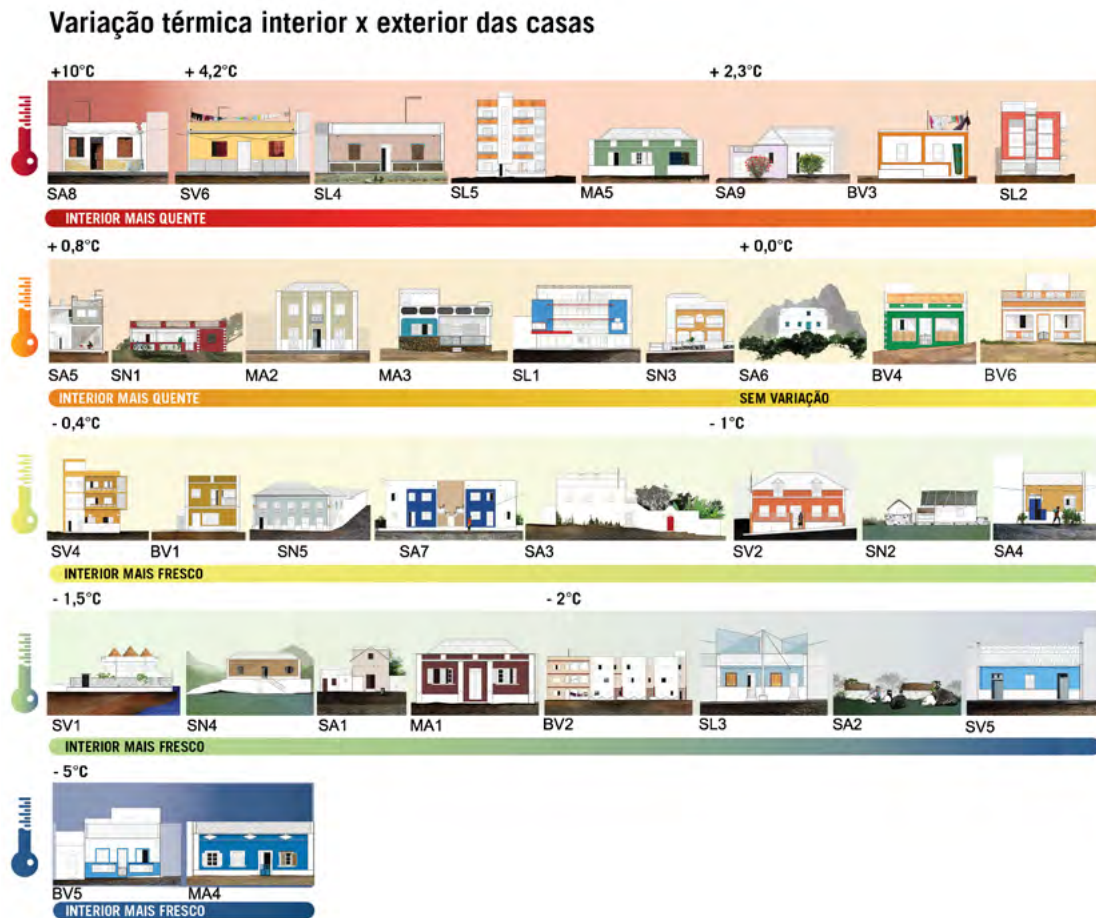 Variação térmica interior x exterior das casas
+10°C + 4,2°C + 2,3°C
SA8 SV6 SL4 SL5 MA5 SA9 BV3 SL2
INTERIOR MAIS QUENTE
+ 0,8°C + 0,0°C
SA5 SN1 MA2 MA3 SL1 SN3 SA6 BV4 BV6
INTERIOR MAIS QUENTE SEM VARIAÇÃO
- 0,4°C - 1°C
SV4 BV1 SN5 SA7 SA3 SV2 SN2 SA4
INTERIOR MAIS FRESCO
- 1,5°C - 2°C
SV1 SN4 SA1 MA1 BV2 SL3 SA2 SV5
INTERIOR MAIS FRESCO
- 5°C
BV5 MA4
INTERIOR MAIS FRESCO